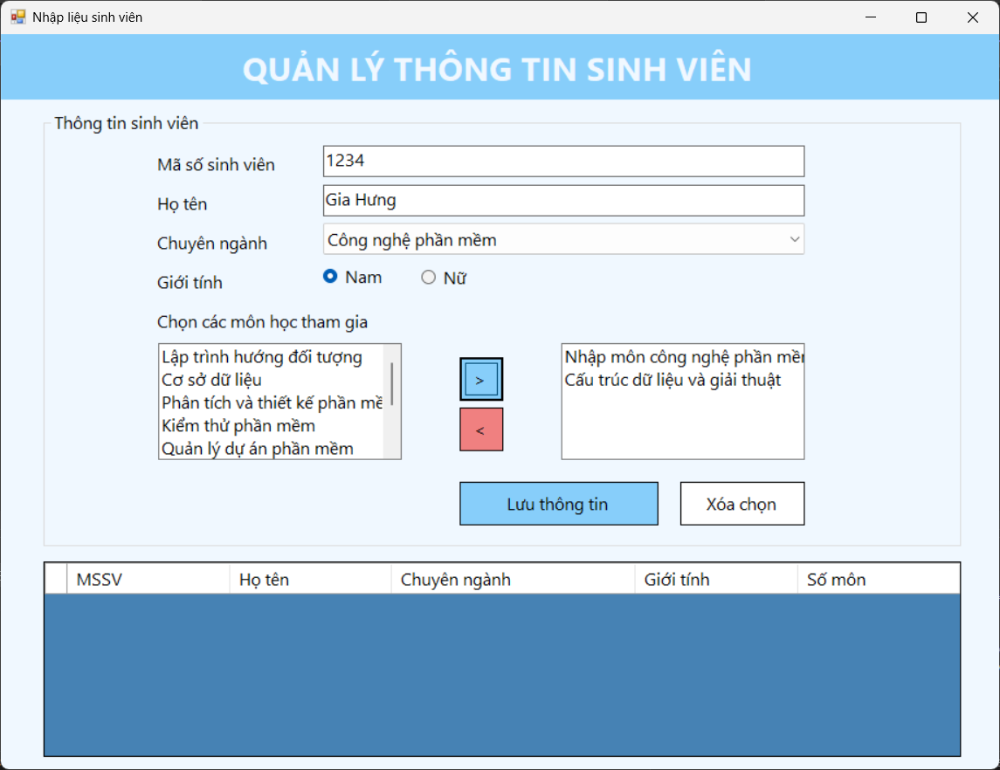 Nhập liệu sinh viên
QUẢN LÝ THÔNG TIN SINH VIÊN
Thông tin sinh viên
Mã số sinh viên
1234
Họ tên
Gia Hưng
Chuyên ngành
Công nghệ phần mềm
Giới tính
Nam
Nữ
Chọn các môn học tham gia
Lập trình hướng đối tượng
Cơ sở dữ liệu
Phân tích và thiết kế phần
Kiểm thử phần mềm
Quản lý dự án phần mềm
>
<
Nhập môn công nghệ phần
Cấu trúc dữ liệu và giải thuật
Lưu thông tin
Xóa chọn
MSSV
Họ tên
Chuyên ngành
Giới tính
Số môn